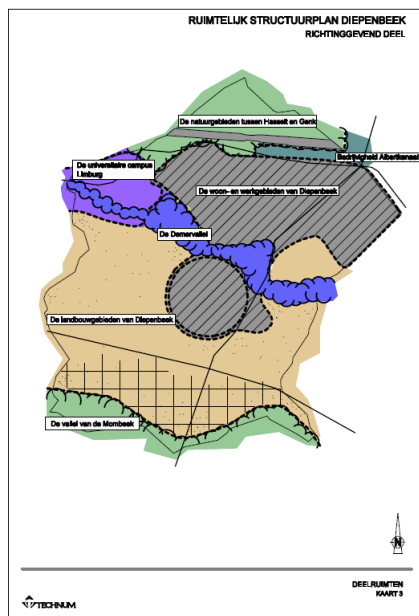 RUIMTELIJK STRUCTUURPLAN DIEPENBEEK
RICHTINGGEVEND DEEL
De natuurgebieden tussen Hasselt en Genk
Bedrijvigheid Albertkanaal
De universitaire campus
Limburg
De woon- en werkgebieden van Diepenbeek
De Demervallei
De landbouwgebieden van Diepenbeek
De vallei van de Mombeek
N
DEELRUIMTEN
KAART 3
TECHNUM